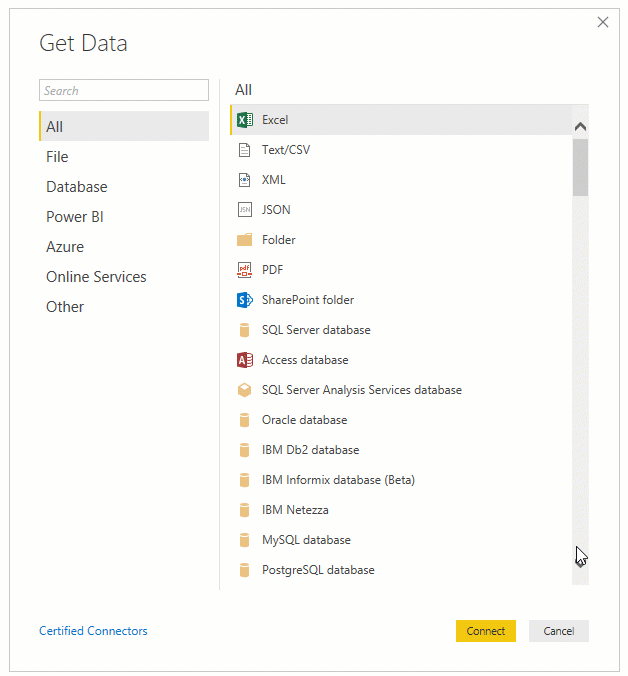 Get Data
Search
All
File
Database
Power BI
Azure
Online Services
Other
All
Excel
Text/CSV
XML
JSON
Folder
PDF
SharePoint folder
SQL Server database
Access database
SQL Server Analysis Services database
Oracle database
IBM Db2 database
IBM Informix database (Beta)
IBM Netezza
MySQL database
PostgreSQL database
Certified Connectors
Connect
Cancel